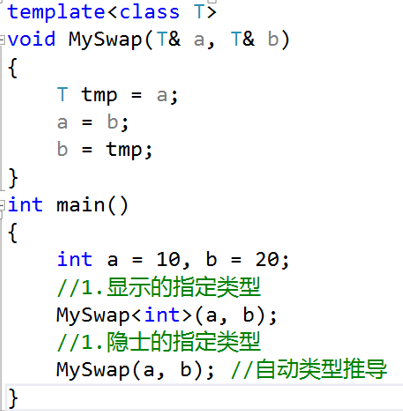 template<class T>
void MySwap(T& a, T& b)
{
    T tmp = a;
    a = b;
    b = tmp;
}
int main()
{
    int a = 10, b = 20;
    //1.显示的指定类型
    MySwap<int>(a, b);
    //1.隐士的指定类型
    MySwap(a, b); //自动类型推导
}